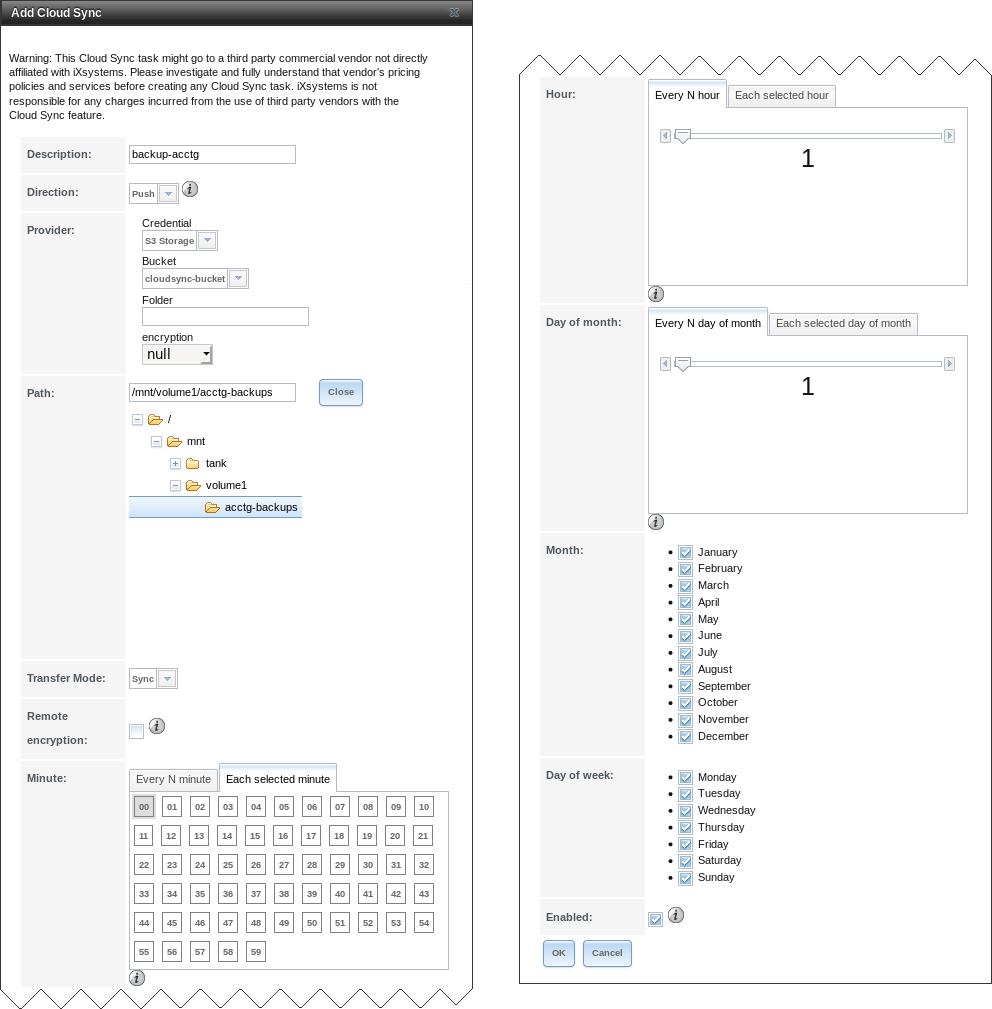 Add Cloud Sync
Warning: This Cloud Sync task might go to a third party commercial vendor not directly
affiliated with iXsystems. Please investigate and fully understand that vendor's pricing
policies and services before creating any Cloud Sync task. iXsystems is not
responsible for any charges incurred from the use of third party vendors with the
Cloud Sync feature.
Description: backup-acctg
Direction: Push
Provider:
Credential
S3 Storage
Bucket
cloudsync-bucket
Folder
encryption
null
Path: /mnt/volume1/acctg-backups Close
/
mnt
tank
volume1
acctg-backups
Transfer Mode: Sync
Remote
encryption:
Minute: Every N minute Each selected minute
00 01 02 03 04 05 06 07 08 09 10
11 12 13 14 15 16 17 18 19 20 21
22 23 24 25 26 27 28 29 30 31 32
33 34 35 36 37 38 39 40 41 42 43
44 45 46 47 48 49 50 51 52 53 54
55 56 57 58 59
Hour: Every N hour Each selected hour
1
Day of month: Every N day of month Each selected day of month
1
Month:
January
February
March
April
May
June
July
August
September
October
November
December
Day of week:
Monday
Tuesday
Wednesday
Thursday
Friday
Saturday
Sunday
Enabled:
OK Cancel